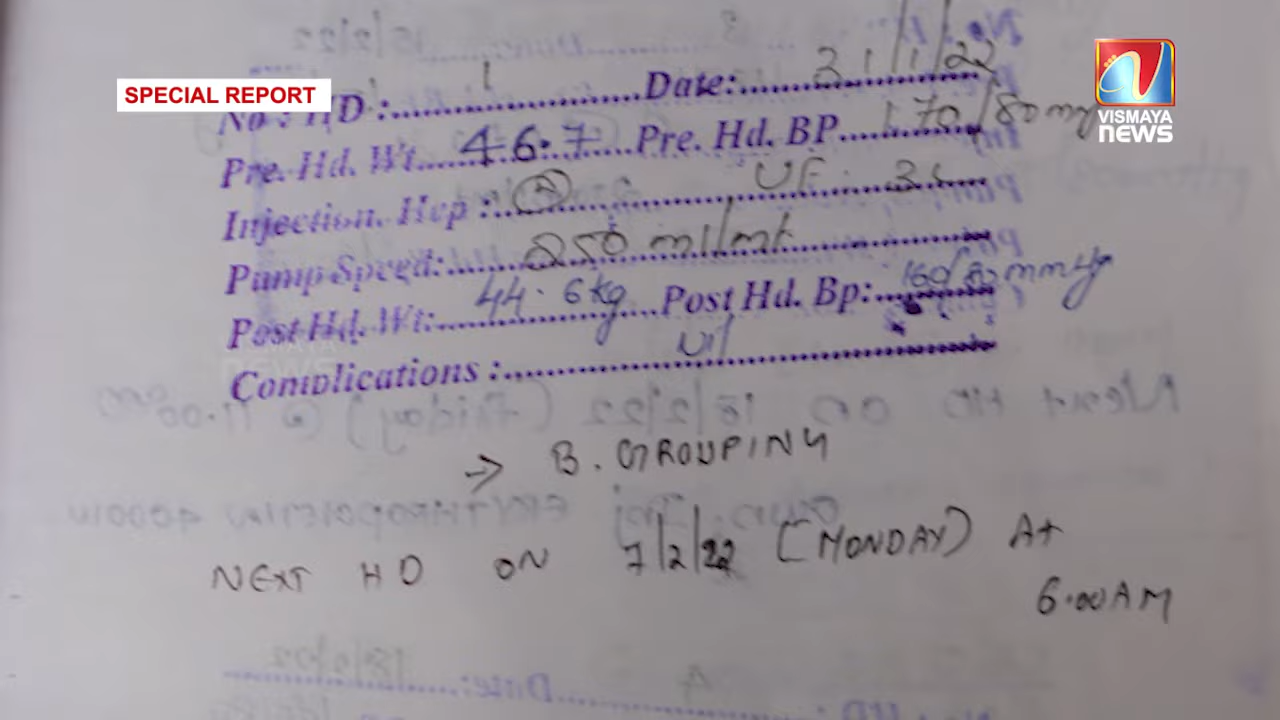 SPECIAL REPORT
VISMAYA
NEWS
No : HD : 1 Date: 31/1/22
Pre. Hd. Wt. 46.7 Pre. Hd. BP 170/80 mm
Injection. Hep : UF. 2L
Pump Speed: 250 ml/mt
Post Hd. Wt: 44.6kg Post Hd. Bp: 160/80 mmHg
Complications : Nil
→ B. GROUPING
NEXT HD ON 7/2/22 (MONDAY) At
6.00AM